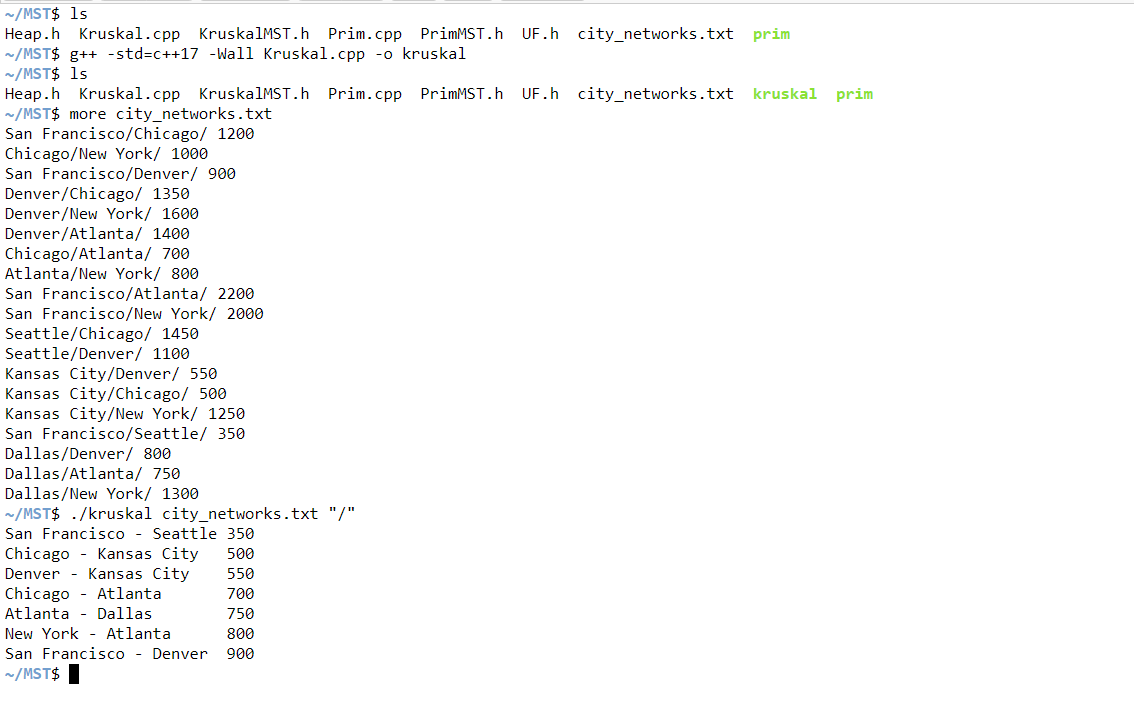 ~/MST$ ls
Heap.h  Kruskal.cpp  KruskalMST.h  Prim.cpp  PrimMST.h  UF.h  city_networks.txt  prim
~/MST$ g++ -std=c++17 -Wall Kruskal.cpp -o kruskal
~/MST$ ls
Heap.h  Kruskal.cpp  KruskalMST.h  Prim.cpp  PrimMST.h  UF.h  city_networks.txt  kruskal  prim
~/MST$ more city_networks.txt
San Francisco/Chicago/ 1200
Chicago/New York/ 1000
San Francisco/Denver/ 900
Denver/Chicago/ 1350
Denver/New York/ 1600
Denver/Atlanta/ 1400
Chicago/Atlanta/ 700
Atlanta/New York/ 800
San Francisco/Atlanta/ 2200
San Francisco/New York/ 2000
Seattle/Chicago/ 1450
Seattle/Denver/ 1100
Kansas City/Denver/ 550
Kansas City/Chicago/ 500
Kansas City/New York/ 1250
San Francisco/Seattle/ 350
Dallas/Denver/ 800
Dallas/Atlanta/ 750
Dallas/New York/ 1300
~/MST$ ./kruskal city_networks.txt "/"
San Francisco - Seattle 350
Chicago - Kansas City   500
Denver - Kansas City    550
Chicago - Atlanta       700
Atlanta - Dallas        750
New York - Atlanta      800
San Francisco - Denver  900
~/MST$